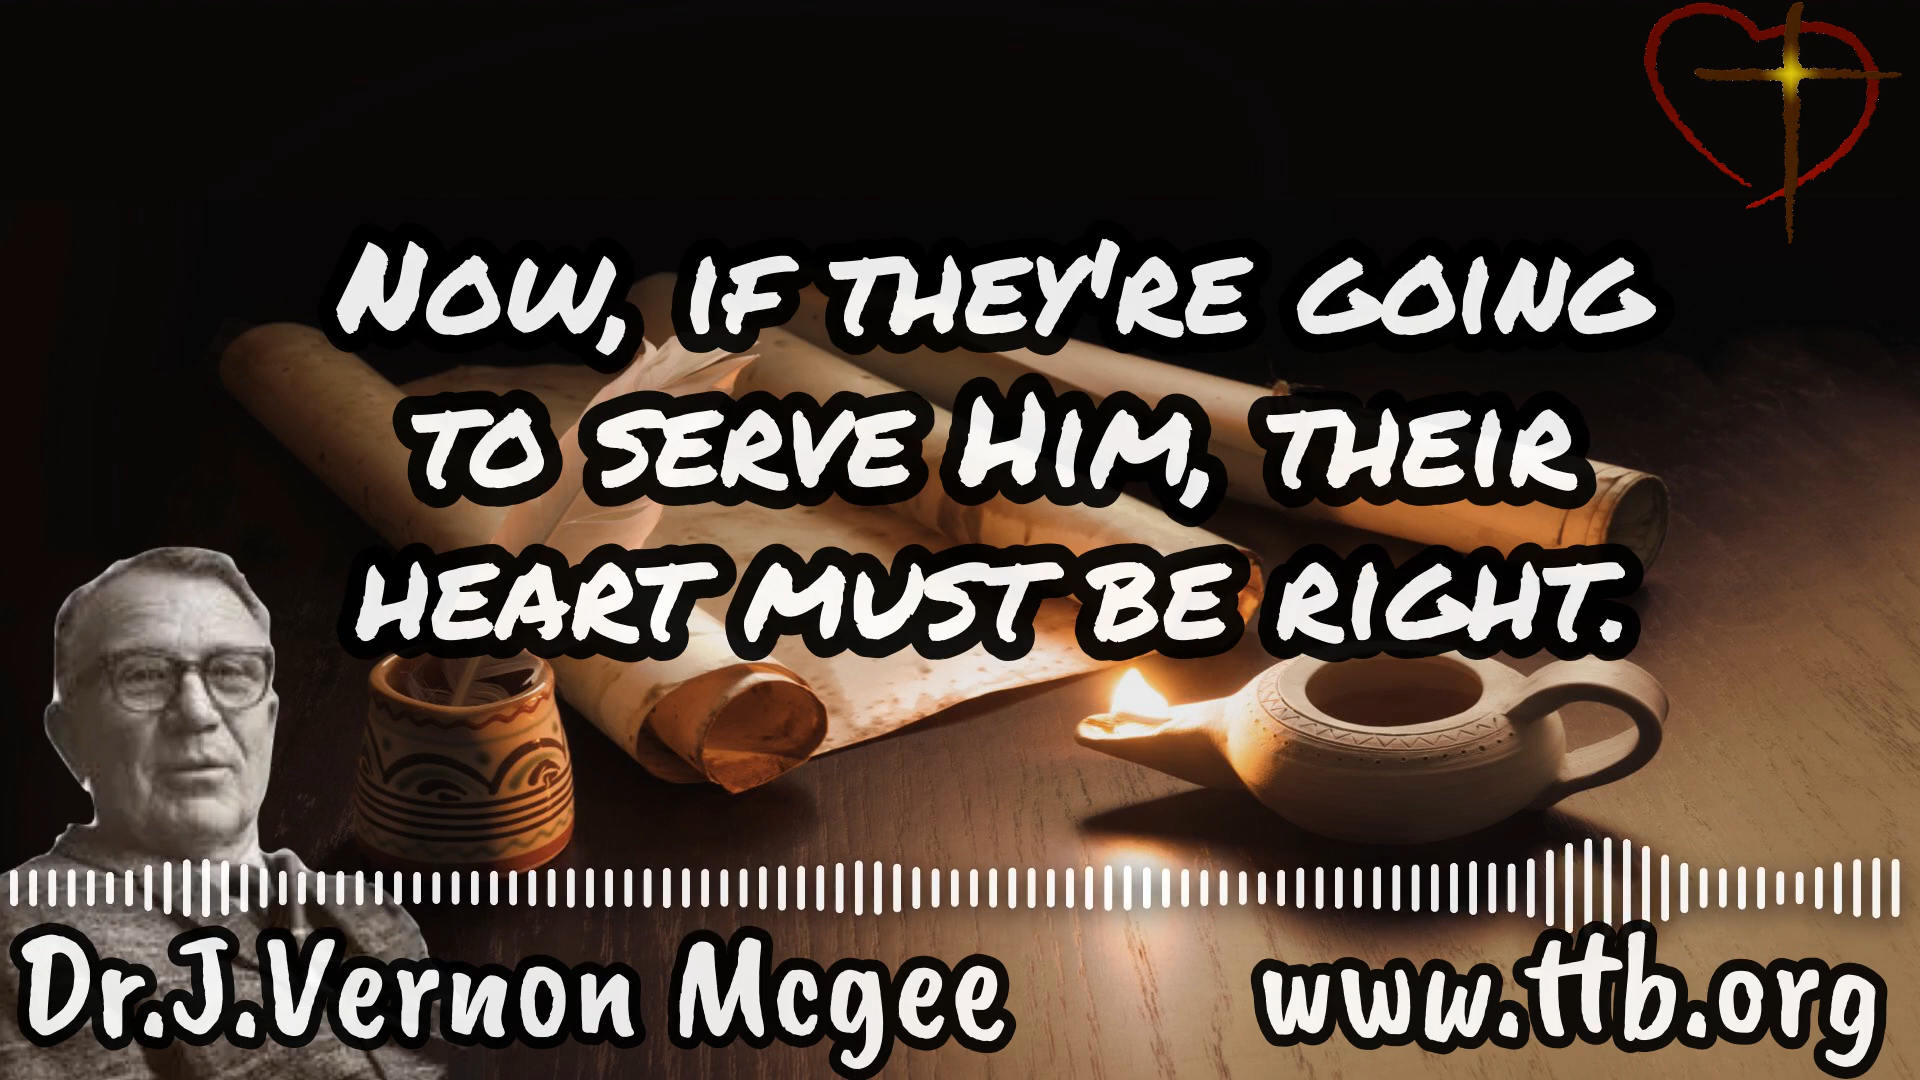 Now, if they're going
to serve Him, their
heart must be right.
Dr.J.Vernon Mcgee
www.ttb.org